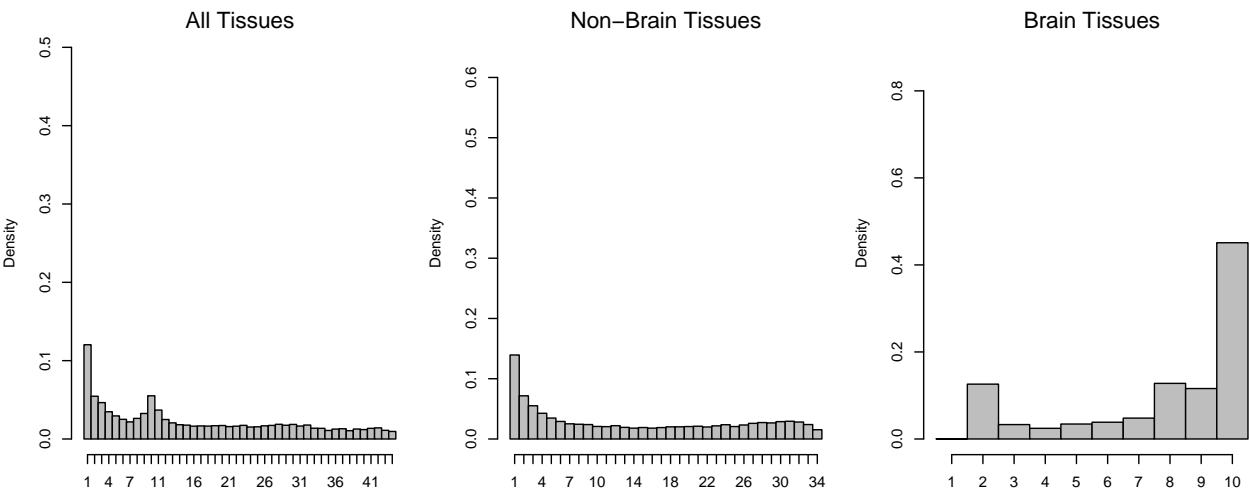 All Tissues
Density
0.0 0.1 0.2 0.3 0.4 0.5
1 4 7 11 16 21 26 31 36 41
Non−Brain Tissues
Density
0.0 0.1 0.2 0.3 0.4 0.5 0.6
1 4 7 10 14 18 22 26 30 34
Brain Tissues
Density
0.0 0.2 0.4 0.6 0.8
1 2 3 4 5 6 7 8 9 10